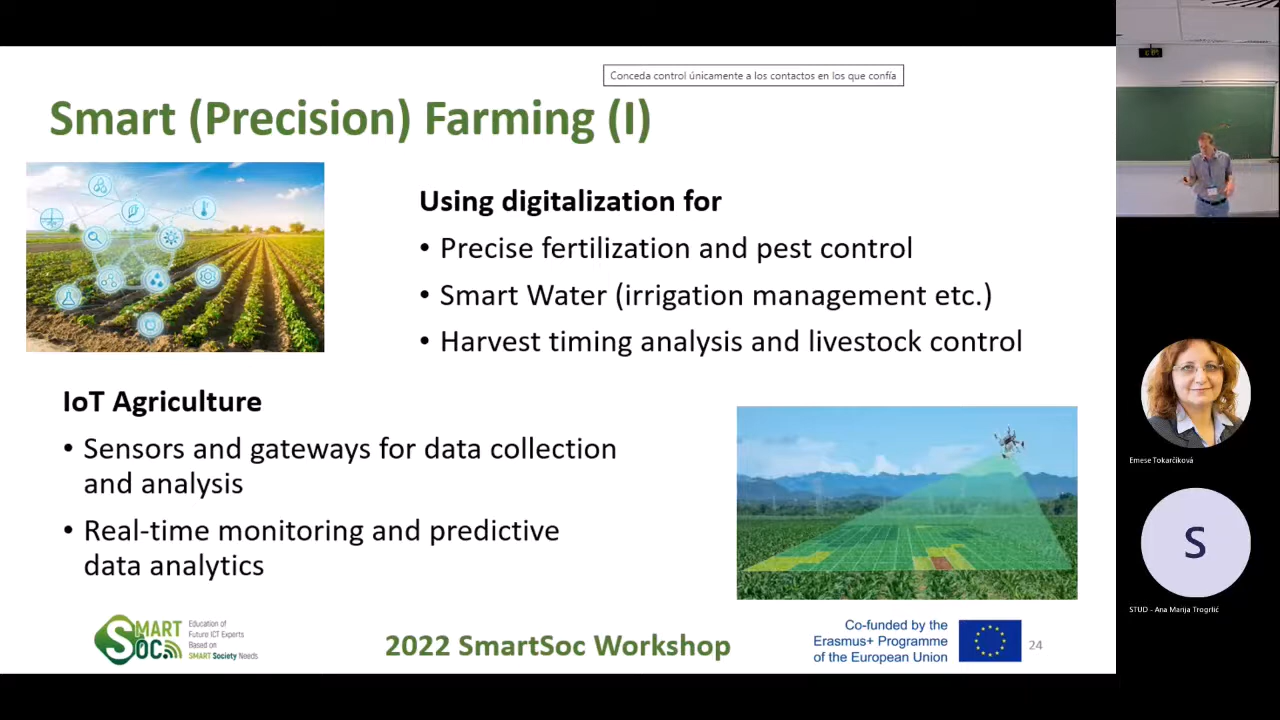 Conceda control únicamente a los contactos en los que confía
Smart (Precision) Farming (I)
Using digitalization for
• Precise fertilization and pest control
• Smart Water (irrigation management etc.)
• Harvest timing analysis and livestock control
IoT Agriculture
• Sensors and gateways for data collection
and analysis
• Real-time monitoring and predictive
data analytics
SMART
SOC
Education of
Future ICT Experts
Based on
SMART Society Needs
2022 SmartSoc Workshop
Co-funded by the
Erasmus+ Programme
of the European Union
24
Emese Tokarčíková
S
STUD - Ana Marija Trogrlić